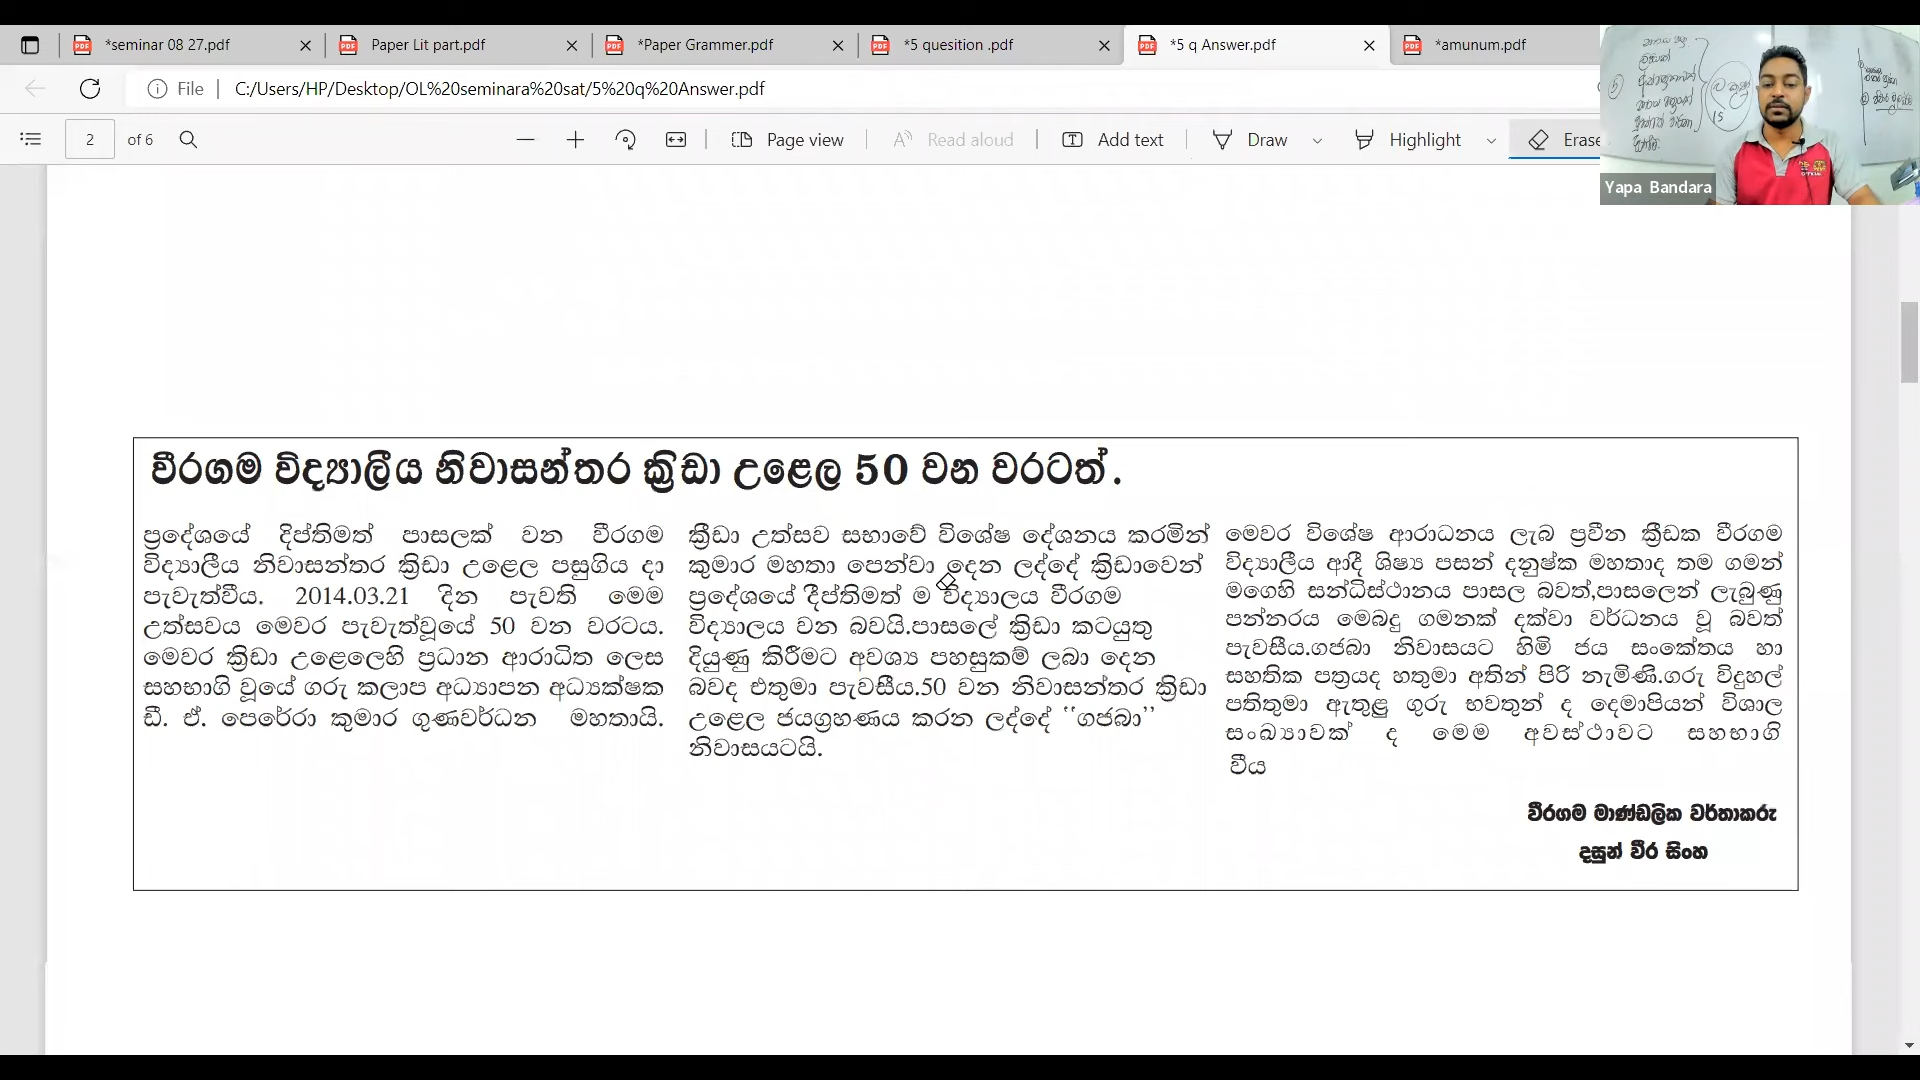 *seminar 08 27.pdf
Paper Lit part.pdf
*Paper Grammer.pdf
*5 quesition .pdf
*5 q Answer.pdf
*amunum.pdf
File C:/Users/HP/Desktop/OL%20seminara%20sat/5%20q%20Answer.pdf
2 of 6
Page view
Read aloud
Add text
Draw
Highlight
Erase
Yapa Bandara
වීරගම විද්‍යාලීය නිවාසන්තර ක්‍රිඩා උළෙල 50 වන වරටත්.
ප්‍රදේශයේ දිප්තිමත් පාසලක් වන වීරගම
විද්‍යාලීය නිවාසන්තර ක්‍රිඩා උළෙල පසුගිය දා
පැවැත්වීය. 2014.03.21 දින පැවති මෙම
උත්සවය මෙවර පැවැත්වූයේ 50 වන වරටය.
මෙවර ක්‍රිඩා උළෙලෙහි ප්‍රධාන ආරාධිත ලෙස
සහභාගි වූයේ ගරු කලාප අධ්‍යාපන අධ්‍යක්ෂක
ඩී. ඒ. පෙරේරා කුමාර ගුණවර්ධන මහතායි.
ක්‍රීඩා උත්සව සභාවේ විශේෂ දේශනය කරමින්
කුමාර මහතා පෙන්වා දෙන ලද්දේ ක්‍රිඩාවෙන්
ප්‍රදේශයේ දීප්තිමත් ම විද්‍යාලය වීරගම
විද්‍යාලය වන බවයි.පාසලේ ක්‍රිඩා කටයුතු
දියුණු කිරීමට අවශ්‍ය පහසුකම් ලබා දෙන
බවද එතුමා පැවසීය.50 වන නිවාසන්තර ක්‍රිඩා
උළෙල ජයග්‍රහණය කරන ලද්දේ ‘‘ගජබා’’
නිවාසයටයි.
මෙවර විශේෂ ආරාධනය ලැබ ප්‍රවීන ක්‍රීඩක වීරගම
විද්‍යාලීය ආදී ශිෂ්‍ය පසන් දනුෂ්ක මහතාද තම ගමන්
මගෙහි සන්ධිස්ථානය පාසල බවත්,පාසලෙන් ලැබුණු
පන්නරය මෙබදු ගමනක් දක්වා වර්ධනය වූ බවත්
පැවසීය.ගජබා නිවාසයට හිමි ජය සංකේතය හා
සහතික පත්‍රයද හතුමා අතින් පිරි නැමිණි.ගරු විදුහල්
පතිතුමා ඇතුළු ගුරු භවතුන් ද දෙමාපියන් විශාල
සංඛ්‍යාවක් ද මෙම අවස්ථාවට සහභාගි
වීය
වීරගම මාණ්ඩලික වර්තාකරු
දසුන් වීර සිංහ